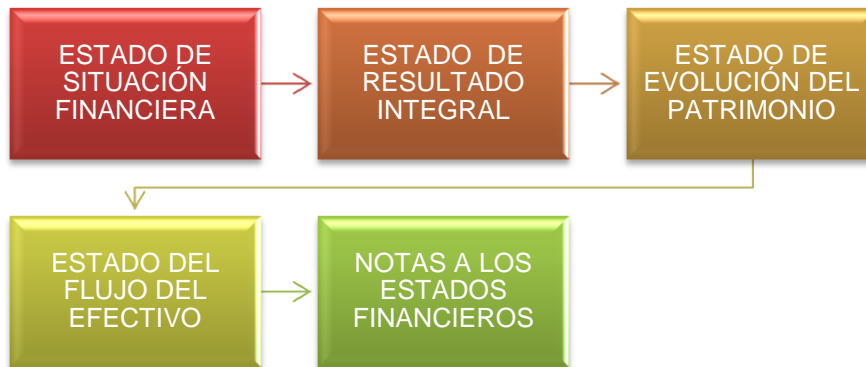 ESTADO DE
SITUACIÓN
FINANCIERA
ESTADO DE
RESULTADO
INTEGRAL
ESTADO DE
EVOLUCIÓN DEL
PATRIMONIO
ESTADO DEL
FLUJO DEL
EFECTIVO
NOTAS A LOS
ESTADOS
FINANCIEROS